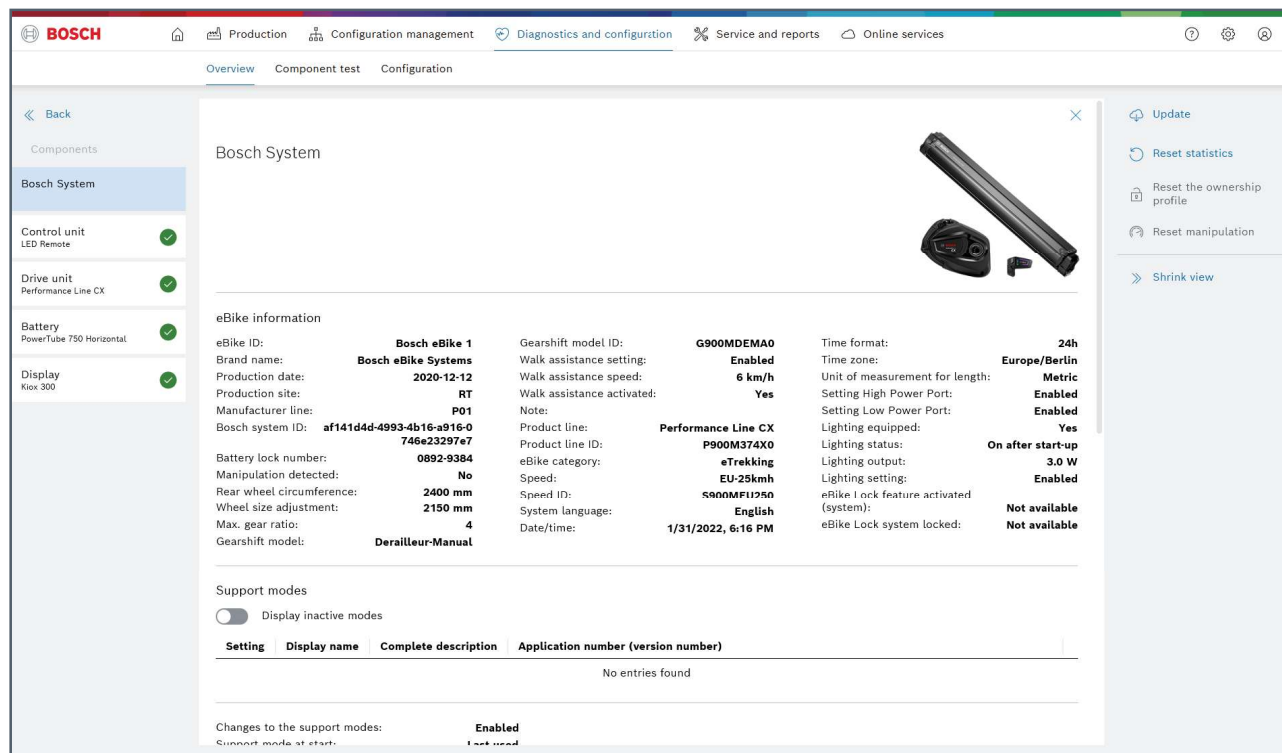 BOSCH
Production
Configuration management
Diagnostics and configuration
Service and reports
Online services
Overview
Component test
Configuration
Back
Components
Bosch System
Control unit
LED Remote
Drive unit
Performance Line CX
Battery
PowerTube 750 Horizontal
Display
Kiox 300
Bosch System
eBike information
eBike ID: Bosch eBike 1
Brand name: Bosch eBike Systems
Production date: 2020-12-12
Production site: RT
Manufacturer line: P01
Bosch system ID: af141d4d-4993-4b16-a916-0
746e23297e7
Battery lock number: 0892-9384
Manipulation detected: No
Rear wheel circumference: 2400 mm
Wheel size adjustment: 2150 mm
Max. gear ratio: 4
Gearshift model: Derailleur-Manual
Gearshift model ID: G900MDEMA0
Walk assistance setting: Enabled
Walk assistance speed: 6 km/h
Walk assistance activated: Yes
Note:
Product line: Performance Line CX
Product line ID: P900M374X0
eBike category: eTrekking
Speed: EU-25kmh
Speed ID: S900MEU250
System language: English
Date/time: 1/31/2022, 6:16 PM
Time format: 24h
Time zone: Europe/Berlin
Unit of measurement for length: Metric
Setting High Power Port: Enabled
Setting Low Power Port: Enabled
Lighting equipped: Yes
Lighting status: On after start-up
Lighting output: 3.0 W
Lighting setting: Enabled
eBike Lock feature activated
(system): Not available
eBike Lock system locked: Not available
Support modes
Display inactive modes
Setting Display name Complete description Application number (version number)
No entries found
Changes to the support modes: Enabled
Support mode at start: Last used
Update
Reset statistics
Reset the ownership
profile
Reset manipulation
Shrink view